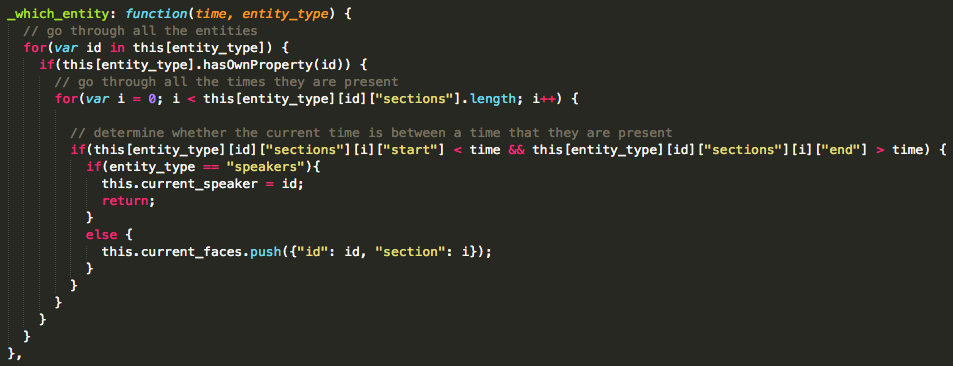 _which_entity: function(time, entity_type) {
// go through all the entities
for(var id in this[entity_type]) {
if(this[entity_type].hasOwnProperty(id)) {
// go through all the times they are present
for(var i = 0; i < this[entity_type][id]["sections"].length; i++) {
// determine whether the current time is between a time that they are present
if(this[entity_type][id]["sections"][i]["start"] < time && this[entity_type][id]["sections"][i]["end"] > time) {
if(entity_type == "speakers"){
this.current_speaker = id;
return;
}
else {
this.current_faces.push({"id": id, "section": i});
}
}
}
}
}
},